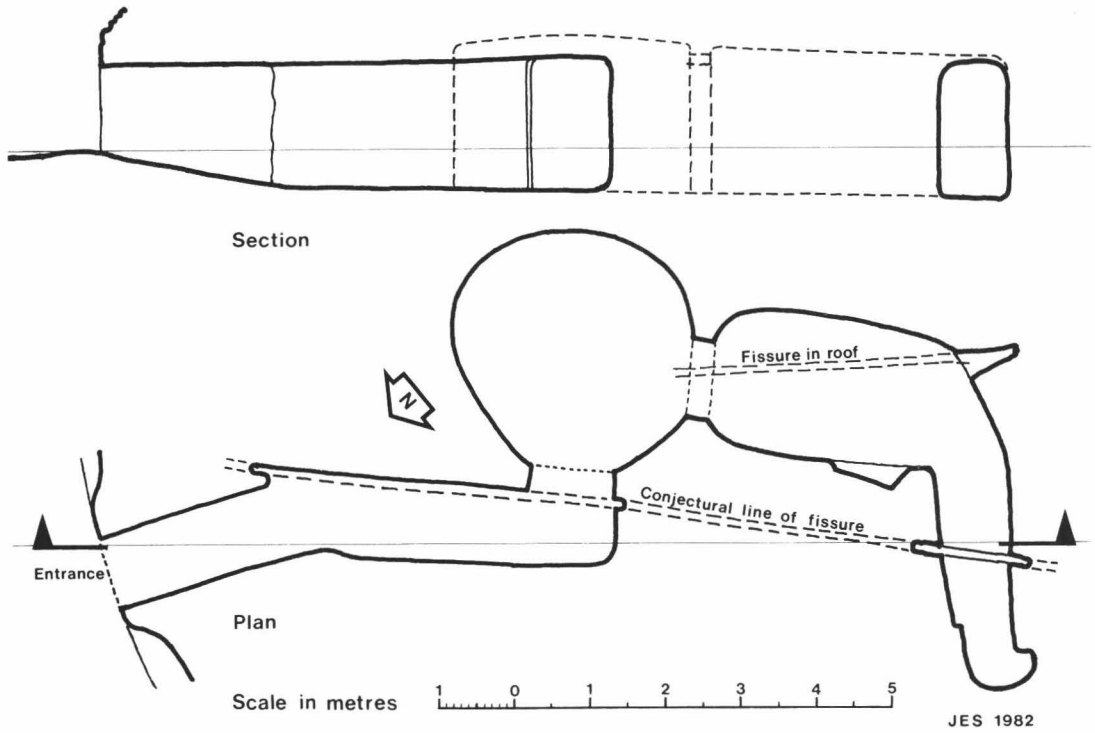 Section
Fissure in roof
N
Conjectural line of fissure
Entrance
Plan
Scale in metres
1 0 1 2 3 4 5
JES 1982